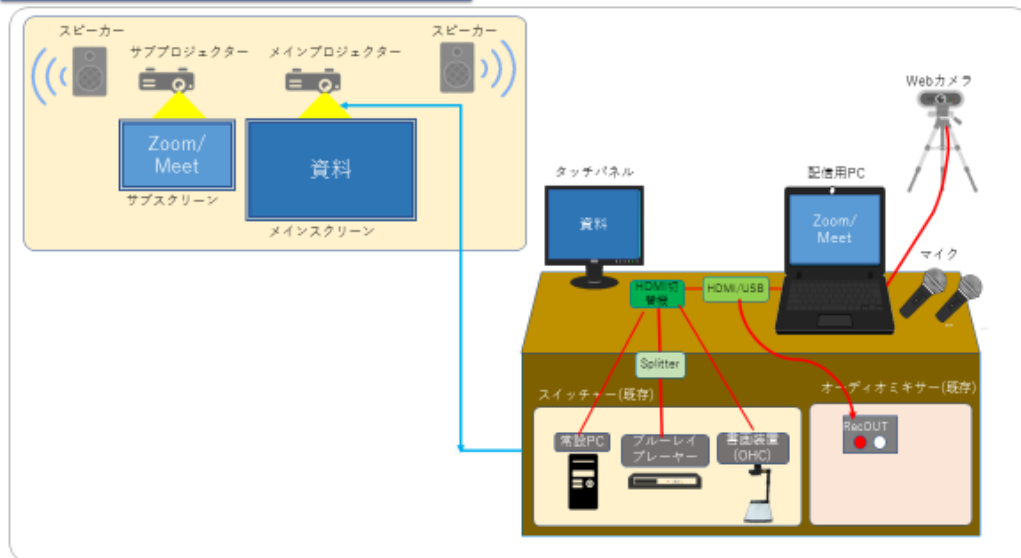 スピーカー
サブプロジェクター
メインプロジェクター
スピーカー
Zoom/
Meet
資料
サブスクリーン
メインスクリーン
Webカメラ
タッチパネル
配信用PC
資料
Zoom/
Meet
マイク
HDMI切
替機
HDMI/USB
Splitter
スイッチャー(既存)
オーディオミキサー(既存)
常設PC
ブルーレイ
プレーヤー
書画装置
(OHC)
RecOUT